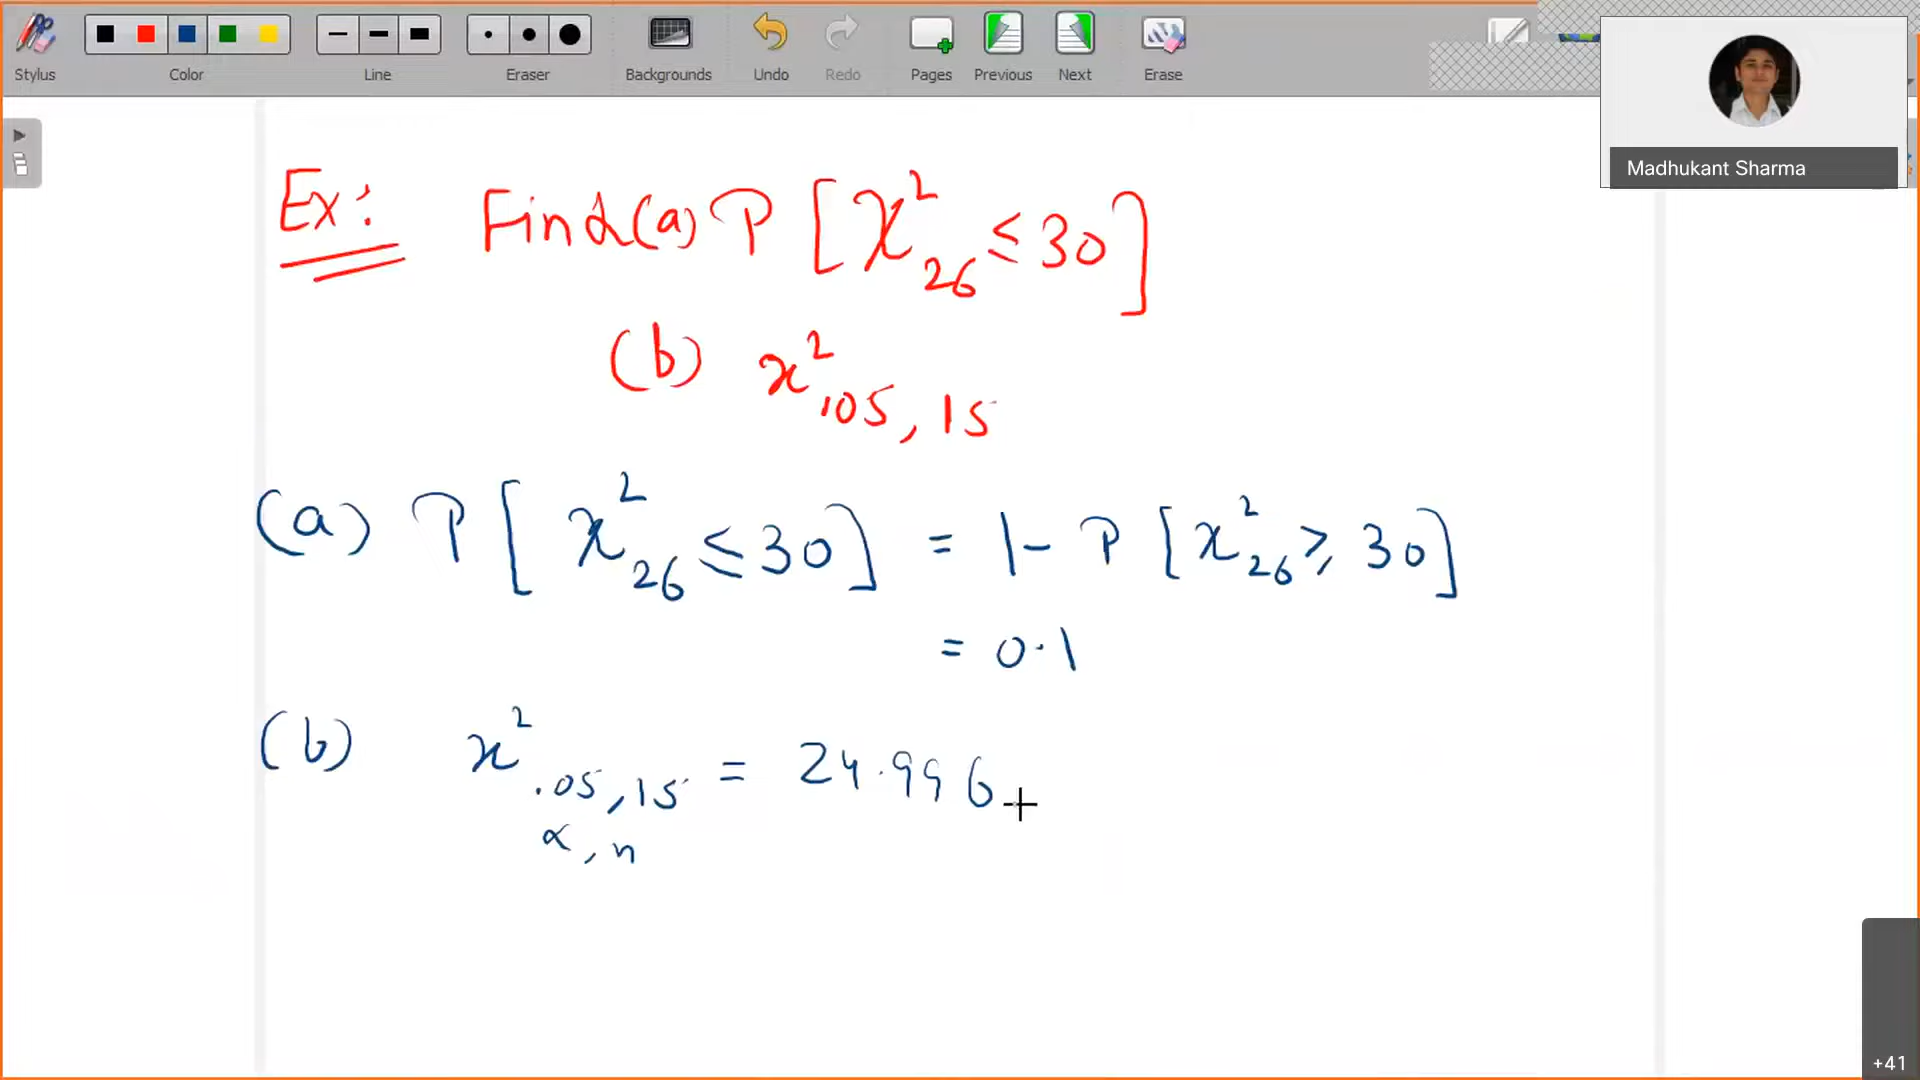 Stylus Color Line Eraser Backgrounds Undo Redo Pages Previous Next Erase
Madhukant Sharma
Ex: Find (a) P [χ²₂₆ ≤ 30]
(b) χ².05, 15
(a) P [χ²₂₆ ≤ 30] = 1 - P [χ²₂₆ ≥ 30]
= 0.1
(b) χ².05, 15 = 24.996
α, n
+41